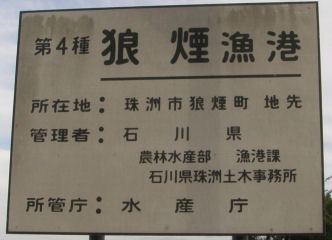 第4種 狼煙漁港
所在地： 珠洲市狼煙町 地先
管理者： 石川県
農林水産部 漁港課
石川県珠洲土木事務所
所管庁： 水産庁